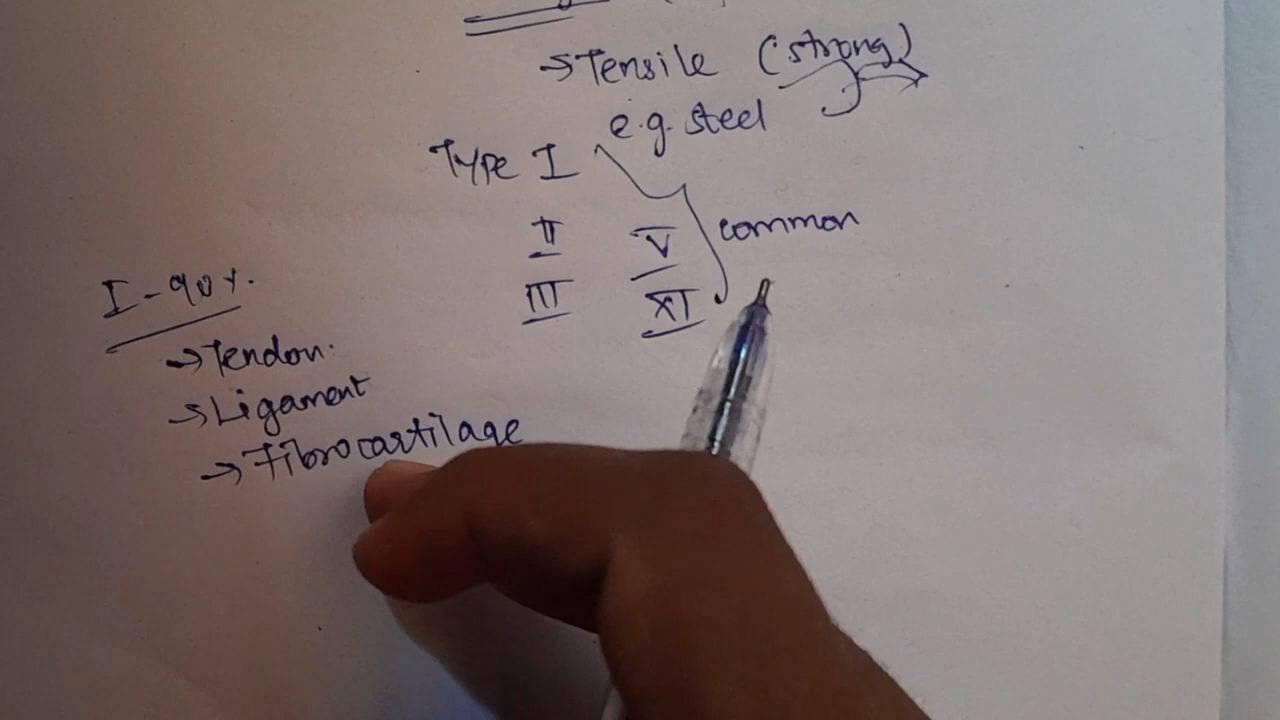 →Tensile (strong)
e.g. steel
Type I
II V common
III XI
I - 90%.
→Tendon.
→Ligament
→Fibrocartilage